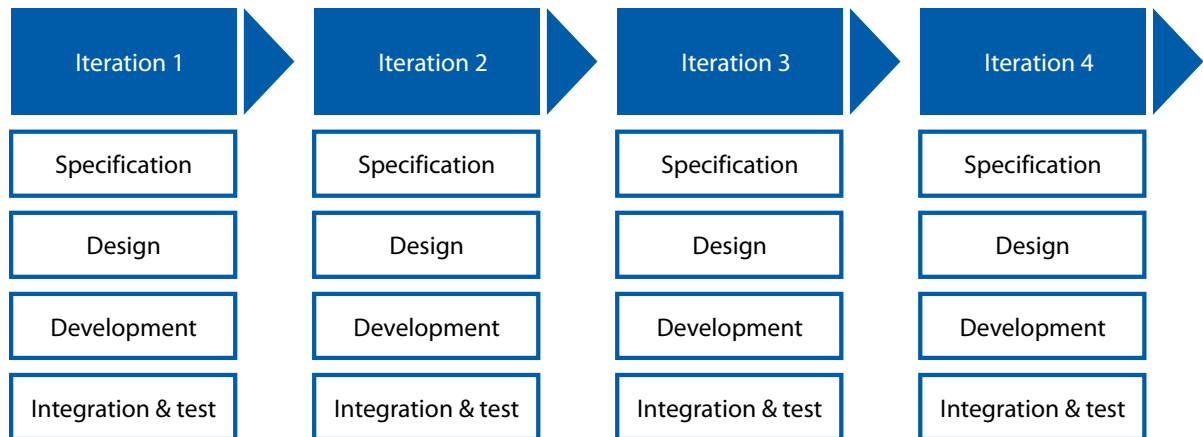 Iteration 1
Iteration 2
Iteration 3
Iteration 4
Specification
Specification
Specification
Specification
Design
Design
Design
Design
Development
Development
Development
Development
Integration & test
Integration & test
Integration & test
Integration & test